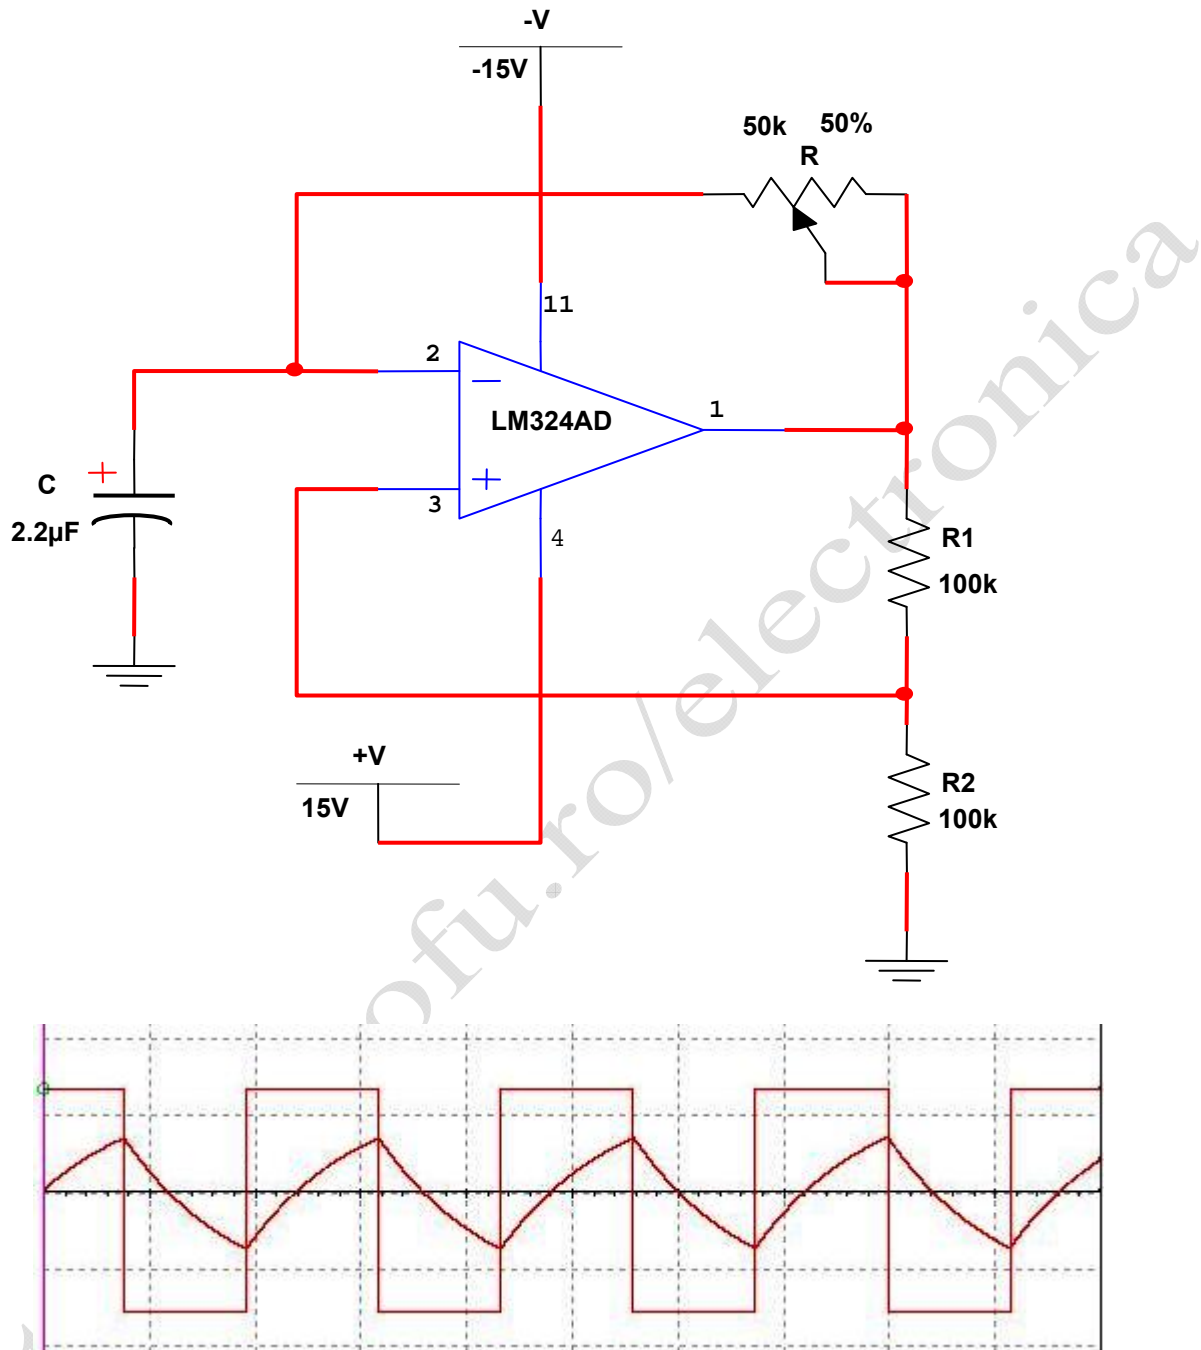 -V
-15V
50k 50%
R
11
2
LM324AD
1
3
4
C
2.2µF
R1
100k
+V
15V
R2
100k
ofu.ro/electronica